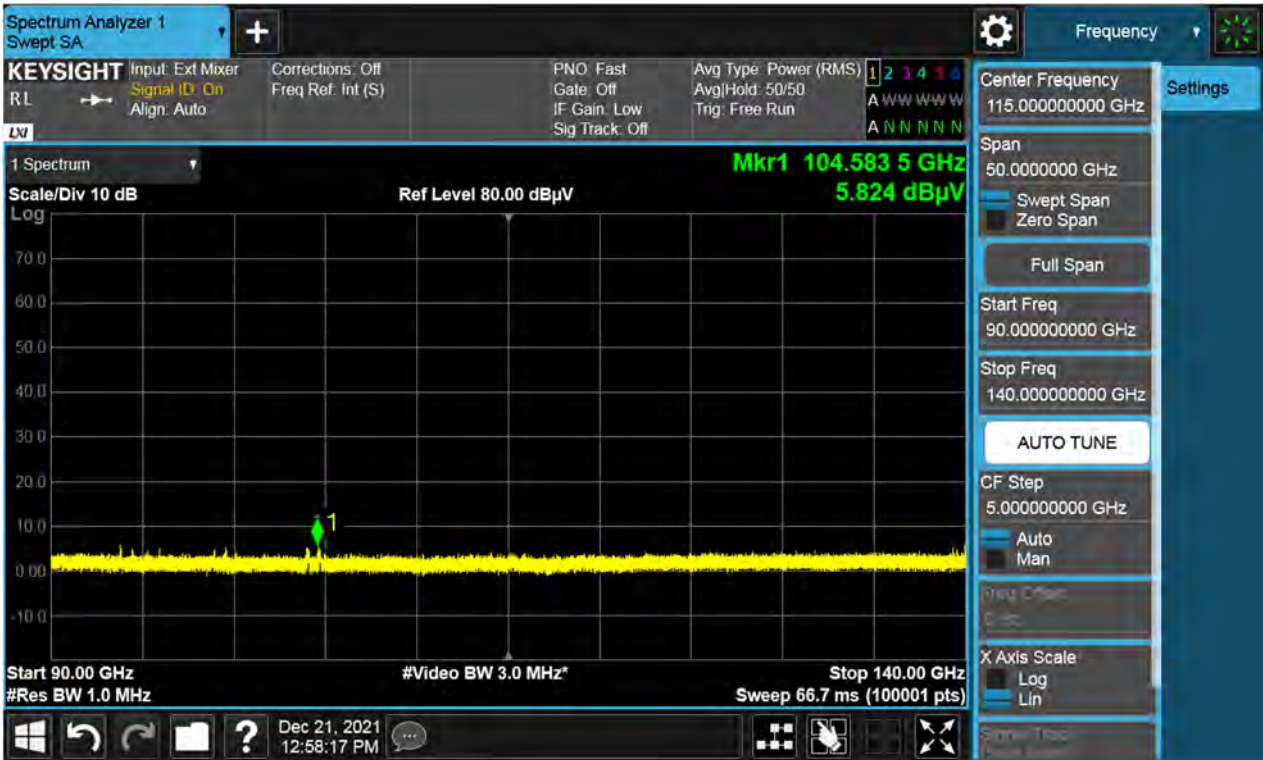 Spectrum Analyzer 1
Swept SA
Frequency
KEYSIGHT
RL
LXI
Input: Ext Mixer
Signal ID: On
Align: Auto
Corrections: Off
Freq Ref: Int (S)
PNO: Fast
Gate: Off
IF Gain: Low
Sig Track: Off
Avg Type: Power (RMS)
Avg|Hold: 50/50
Trig: Free Run
1 2 3 4 5 6
A W W W W W
A N N N N N
1 Spectrum
Scale/Div 10 dB
Log
Ref Level 80.00 dBµV
Mkr1 104.583 5 GHz
5.824 dBµV
70.0
60.0
50.0
40.0
30.0
20.0
10.0
0.00
-10.0
1
Start 90.00 GHz
#Res BW 1.0 MHz
#Video BW 3.0 MHz*
Stop 140.00 GHz
Sweep 66.7 ms (100001 pts)
Dec 21, 2021
12:58:17 PM
Center Frequency
115.000000000 GHz
Span
50.0000000 GHz
Swept Span
Zero Span
Full Span
Start Freq
90.000000000 GHz
Stop Freq
140.000000000 GHz
AUTO TUNE
CF Step
5.000000000 GHz
Auto
Man
Freq Offset
X Axis Scale
Log
Lin
Settings